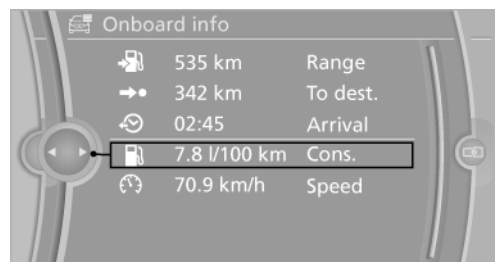 Onboard info
535 km Range
342 km To dest.
02:45 Arrival
7.8 l/100 km Cons.
70.9 km/h Speed